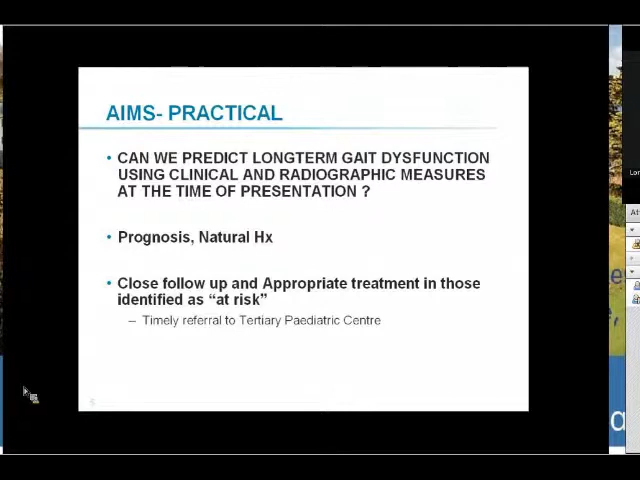 AIMS- PRACTICAL
• CAN WE PREDICT LONGTERM GAIT DYSFUNCTION
USING CLINICAL AND RADIOGRAPHIC MEASURES
AT THE TIME OF PRESENTATION ?
• Prognosis, Natural Hx
• Close follow up and Appropriate treatment in those
identified as “at risk”
– Timely referral to Tertiary Paediatric Centre